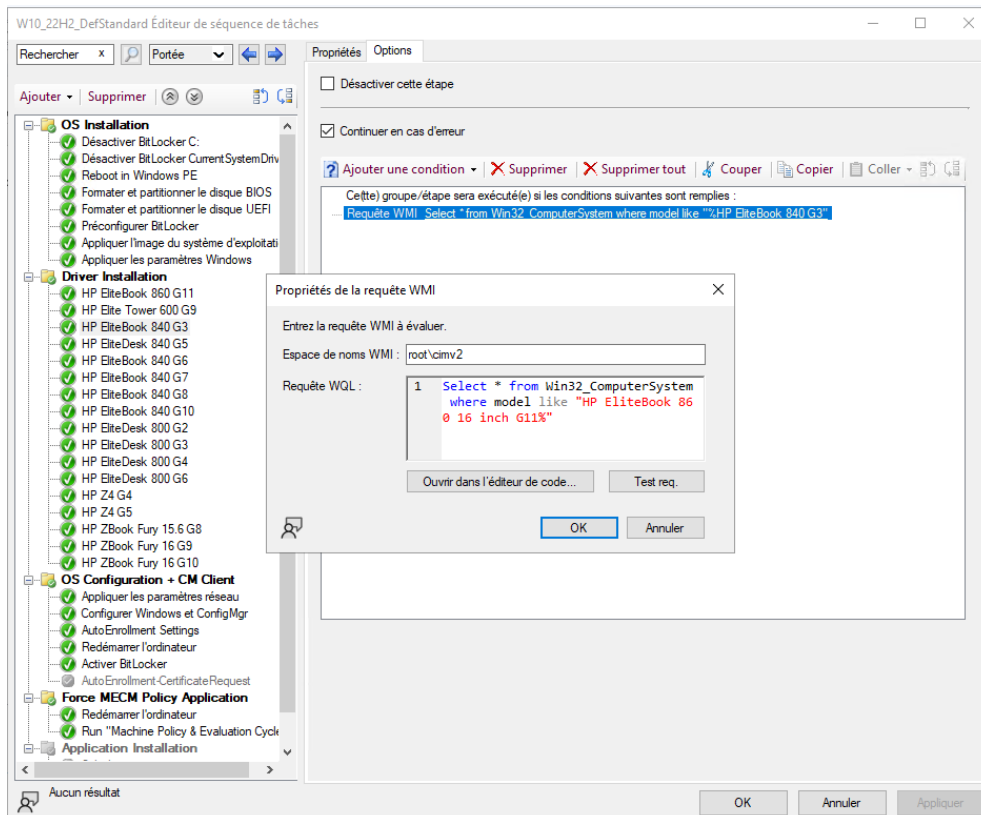 W10_22H2_DefStandard Éditeur de séquence de tâches
Rechercher x Portée
Ajouter Supprimer
OS Installation
Désactiver BitLocker C:
Désactiver BitLocker CurrentSystemDriv
Reboot in Windows PE
Formater et partitionner le disque BIOS
Formater et partitionner le disque UEFI
Préconfigurer BitLocker
Appliquer l'image du système d'exploitati
Appliquer les paramètres Windows
Driver Installation
HP EliteBook 860 G11
HP Elite Tower 600 G9
HP EliteBook 840 G3
HP EliteDesk 840 G5
HP EliteBook 840 G6
HP EliteBook 840 G7
HP EliteBook 840 G8
HP EliteBook 840 G10
HP EliteDesk 800 G2
HP EliteDesk 800 G3
HP EliteDesk 800 G4
HP EliteDesk 800 G6
HP Z4 G4
HP Z4 G5
HP ZBook Fury 15.6 G8
HP ZBook Fury 16 G9
HP ZBook Fury 16 G10
OS Configuration + CM Client
Appliquer les paramètres réseau
Configurer Windows et ConfigMgr
AutoEnrollment Settings
Redémarrer l'ordinateur
Activer BitLocker
AutoEnrollment-CertificateRequest
Force MECM Policy Application
Redémarrer l'ordinateur
Run "Machine Policy & Evaluation Cycle
Application Installation
Aucun résultat
Propriétés Options
Désactiver cette étape
Continuer en cas d'erreur
Ajouter une condition Supprimer Supprimer tout Couper Copier Coller
Ce(tte) groupe/étape sera exécuté(e) si les conditions suivantes sont remplies :
Requête WMI Select * from Win32_ComputerSystem where model like "%HP EliteBook 840 G3"
Propriétés de la requête WMI
Entrez la requête WMI à évaluer.
Espace de noms WMI : root\cimv2
Requête WQL : 1 Select * from Win32_ComputerSystem
where model like "HP EliteBook 86
0 16 inch G11%"
Ouvrir dans l'éditeur de code... Test req.
OK Annuler
OK Annuler Appliquer